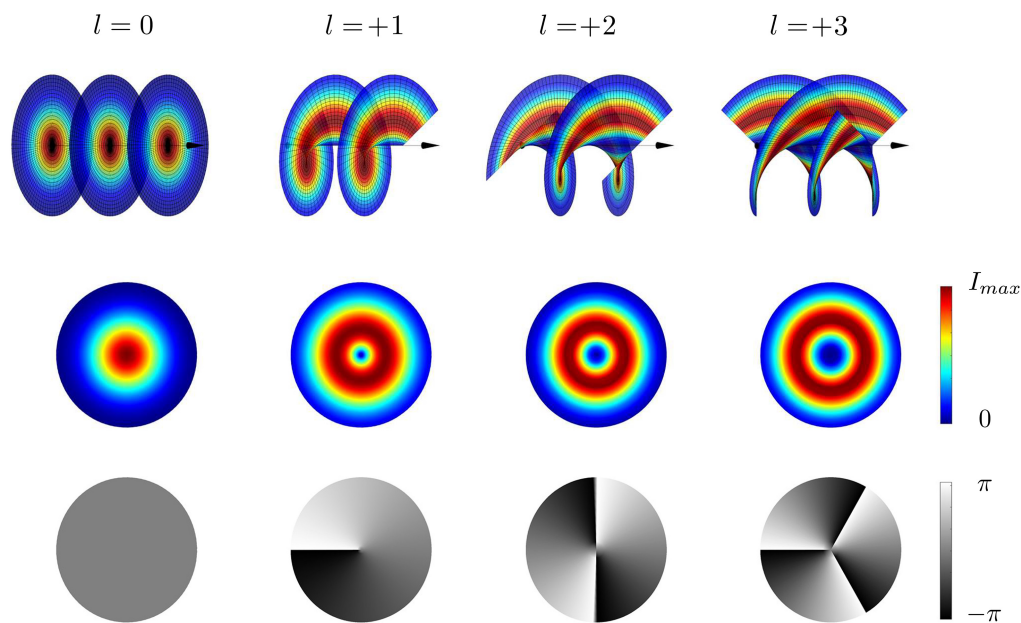 l = 0 l = +1 l = +2 l = +3
I_max
0
π
−π